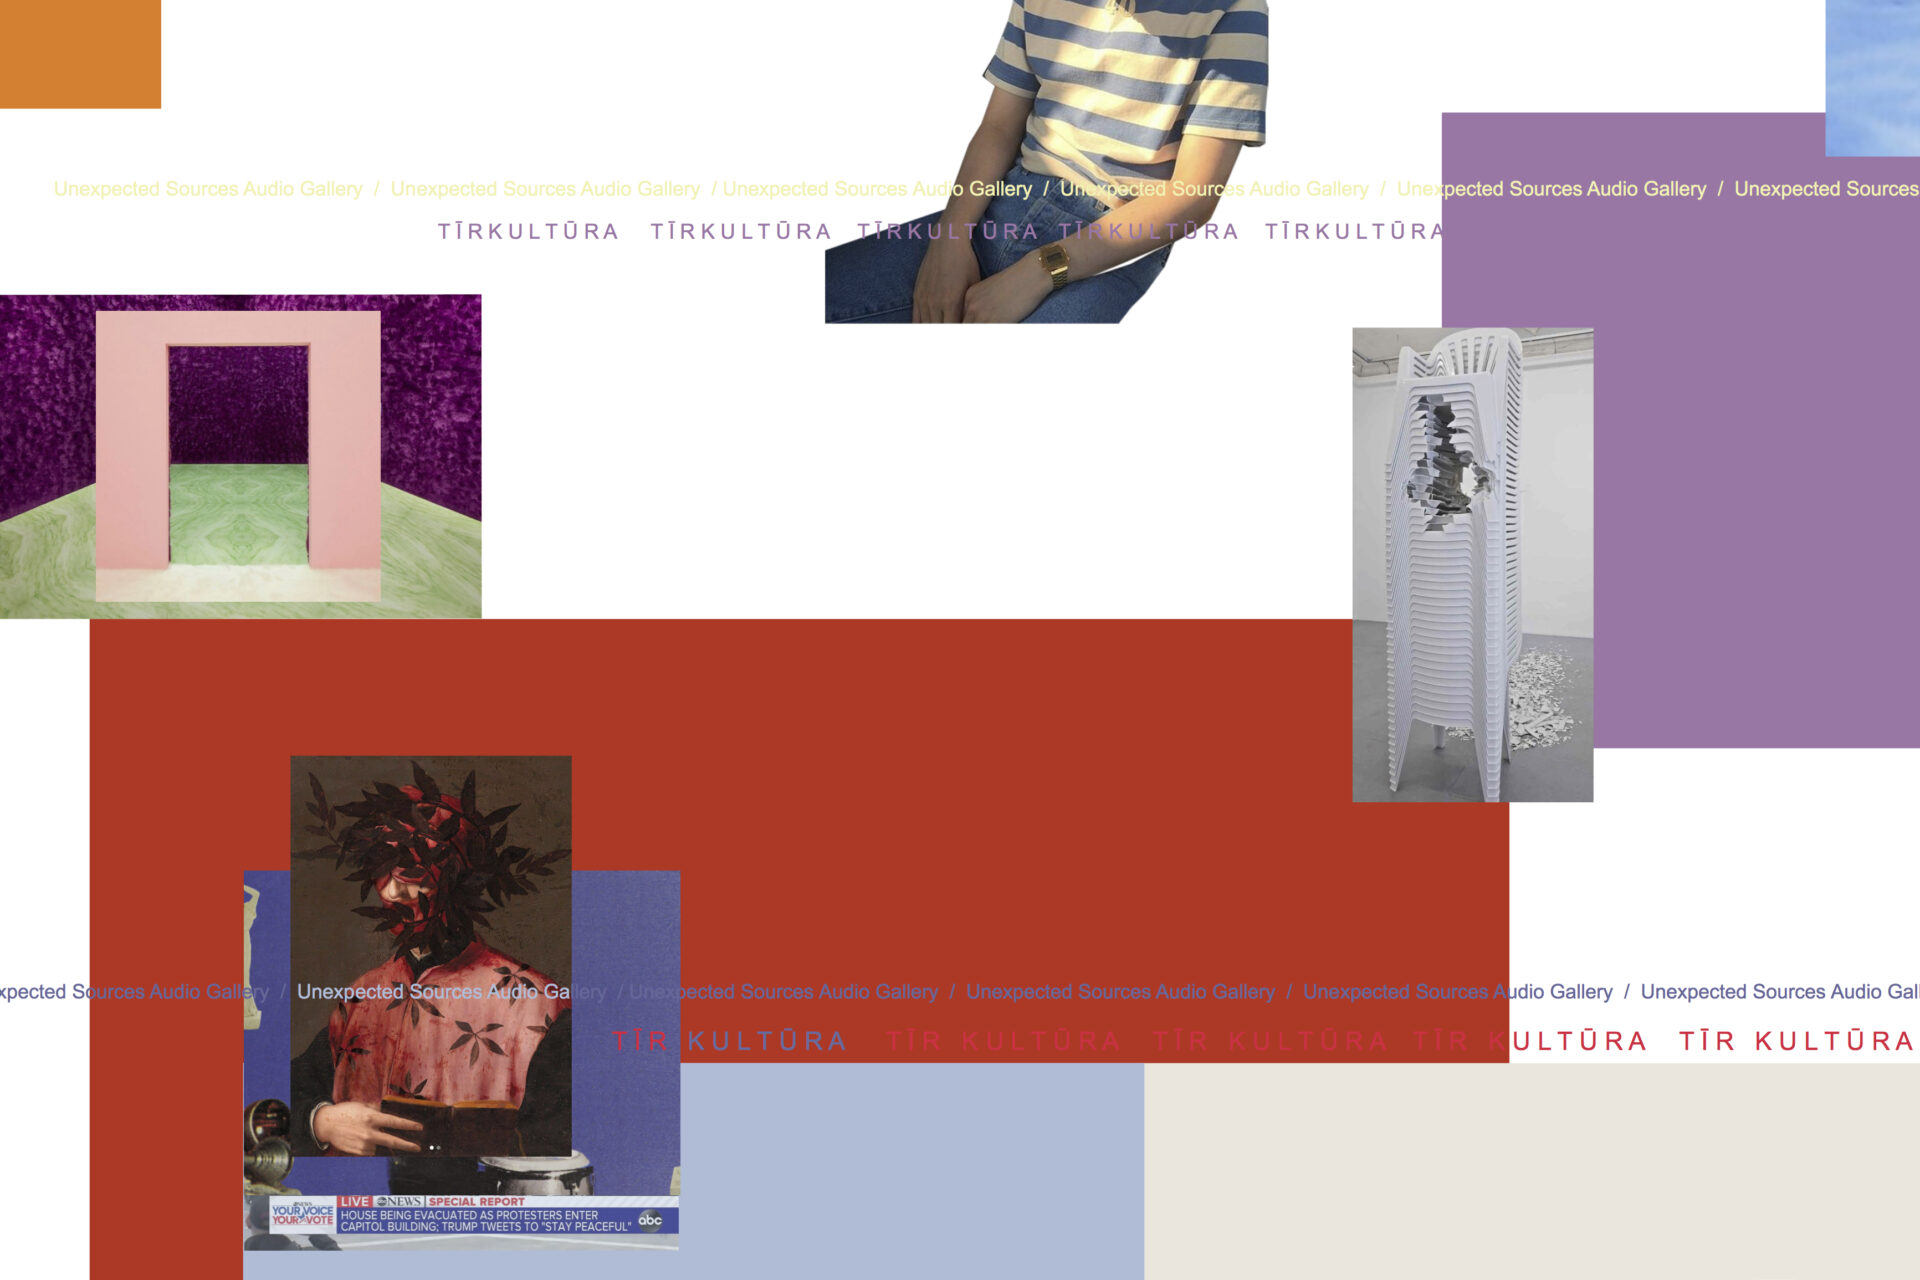 Unexpected Sources Audio Gallery / Unexpected Sources Audio Gallery / Unexpected Sources Audio Gallery / Unexpected Sources Audio Gallery / Unexpected Sources Audio Gallery / Unexpected Sources
TĪRKULTŪRA TĪRKULTŪRA TĪRKULTŪRA TĪRKULTŪRA TĪRKULTŪRA
xpected Sources Audio Gallery / Unexpected Sources Audio Gallery / Unexpected Sources Audio Gallery / Unexpected Sources Audio Gallery / Unexpected Sources Audio Gallery / Unexpected Sources Audio Gal
TĪR KULTŪRA TĪR KULTŪRA TĪR KULTŪRA TĪR KULTŪRA TĪR KULTŪRA
abc NEWS
YOUR VOICE
YOUR VOTE
LIVE abc NEWS SPECIAL REPORT
HOUSE BEING EVACUATED AS PROTESTERS ENTER
CAPITOL BUILDING; TRUMP TWEETS TO "STAY PEACEFUL"
abc